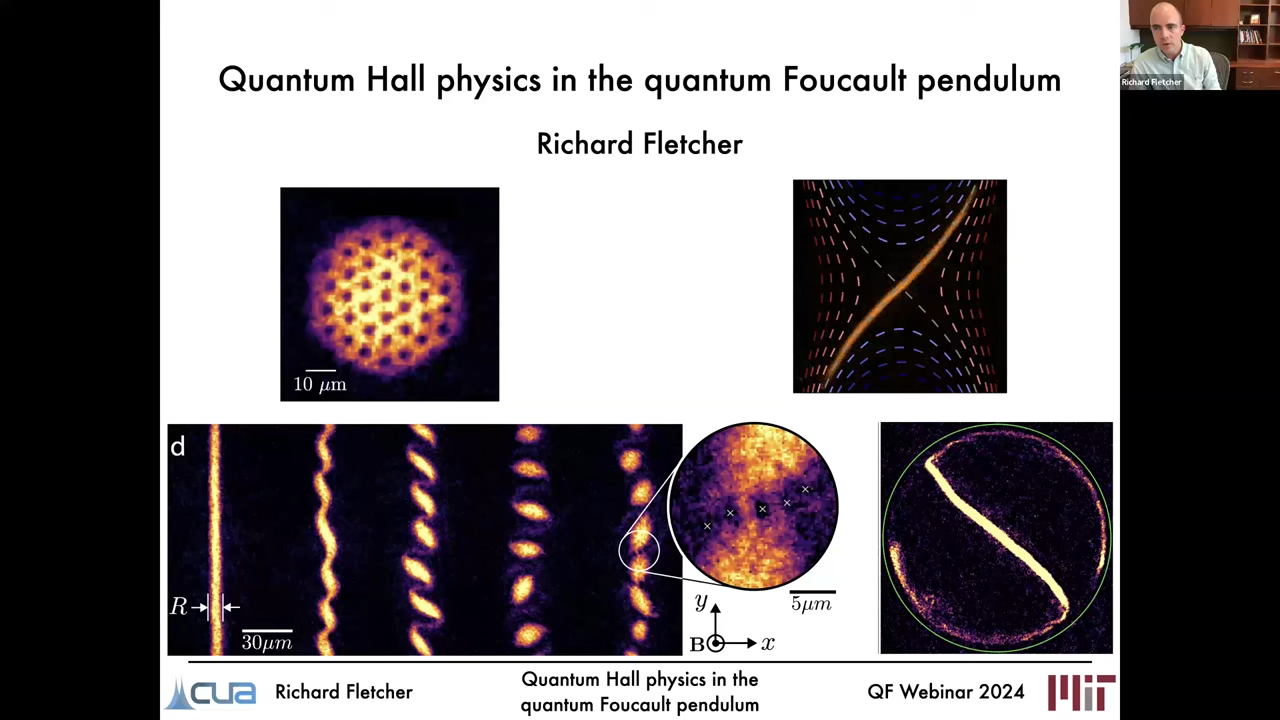 Quantum Hall physics in the quantum Foucault pendulum
Richard Fletcher
Richard Fletcher
10 μm
d
R
30μm
5μm
y
B
x
CUA
Richard Fletcher
Quantum Hall physics in the
quantum Foucault pendulum
QF Webinar 2024
MIT